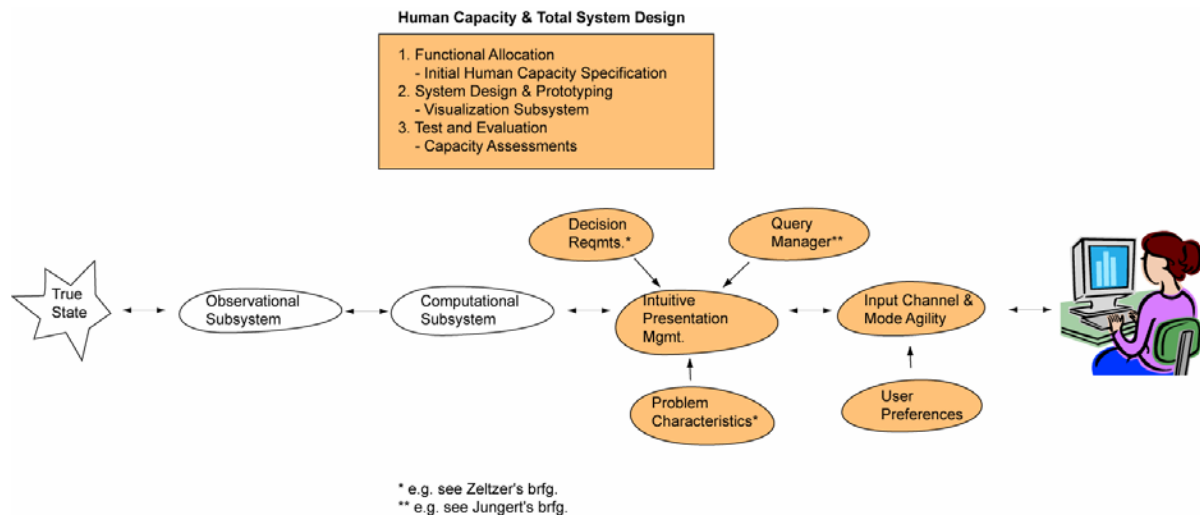 Human Capacity & Total System Design
1. Functional Allocation
- Initial Human Capacity Specification
2. System Design & Prototyping
- Visualization Subsystem
3. Test and Evaluation
- Capacity Assessments
Decision
Reqmts.*
Query
Manager**
True
State
Observational
Subsystem
Computational
Subsystem
Intuitive
Presentation
Mgmt.
Input Channel &
Mode Agility
Problem
Characteristics*
User
Preferences
* e.g. see Zeltzer's brfg.
** e.g. see Jungert's brfg.